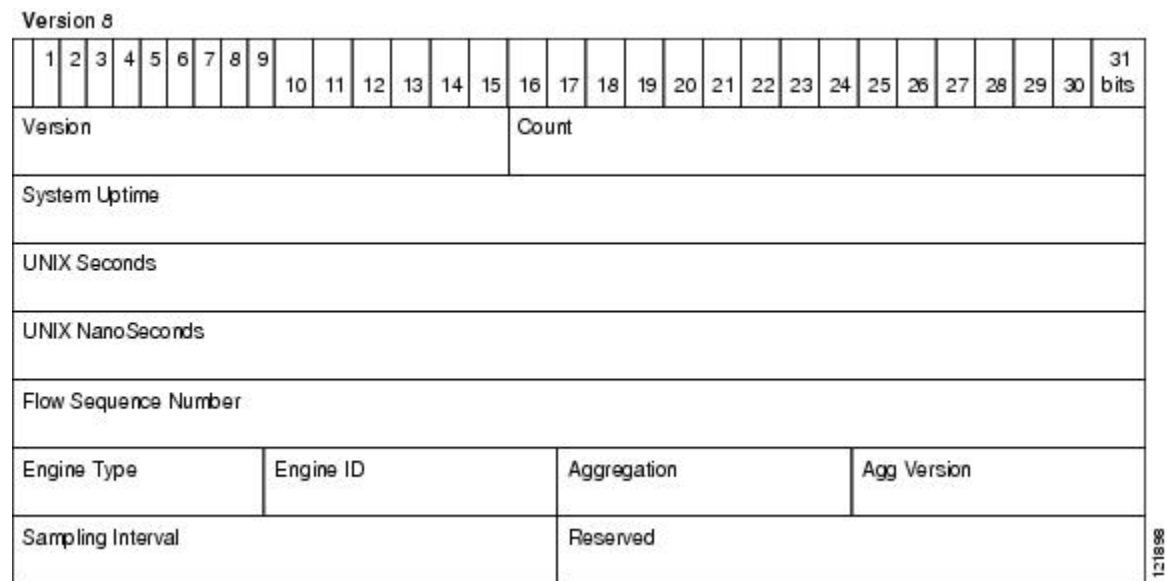 Version 8
1 2 3 4 5 6 7 8 9 10 11 12 13 14 15 16 17 18 19 20 21 22 23 24 25 26 27 28 29 30 31 bits
Version Count
System Uptime
UNIX Seconds
UNIX NanoSeconds
Flow Sequence Number
Engine Type Engine ID Aggregation Agg Version
Sampling Interval Reserved
121898